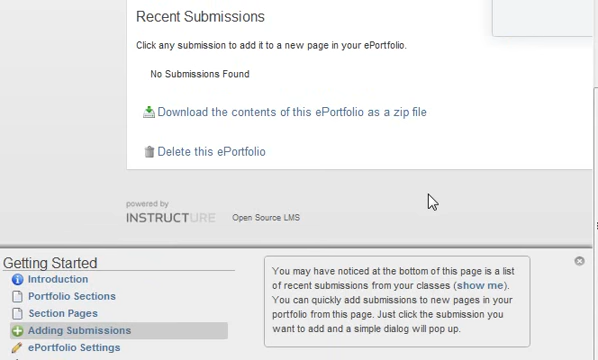 Recent Submissions
Click any submission to add it to a new page in your ePortfolio.
No Submissions Found
Download the contents of this ePortfolio as a zip file
Delete this ePortfolio
powered by
INSTRUCTURE Open Source LMS
Getting Started
Introduction
Portfolio Sections
Section Pages
Adding Submissions
ePortfolio Settings
You may have noticed at the bottom of this page is a list
of recent submissions from your classes (show me).
You can quickly add submissions to new pages in your
portfolio from this page. Just click the submission you
want to add and a simple dialog will pop up.